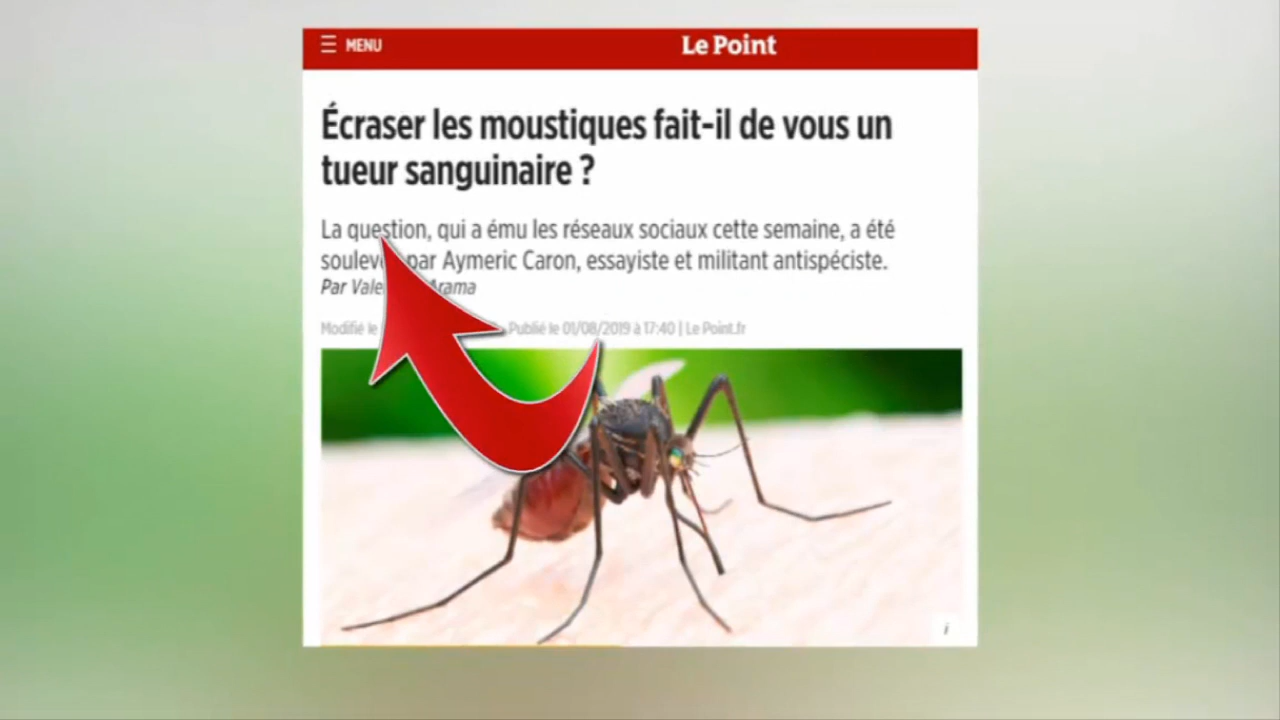 ☰ MENU
Le Point
Écraser les moustiques fait-il de vous un
tueur sanguinaire ?
La question, qui a ému les réseaux sociaux cette semaine, a été
par Aymeric Caron, essayiste et militant antispéciste.
Par Arama
Modifié le Publié le 01/08/2019 à 17:40 | Le Point.fr
i